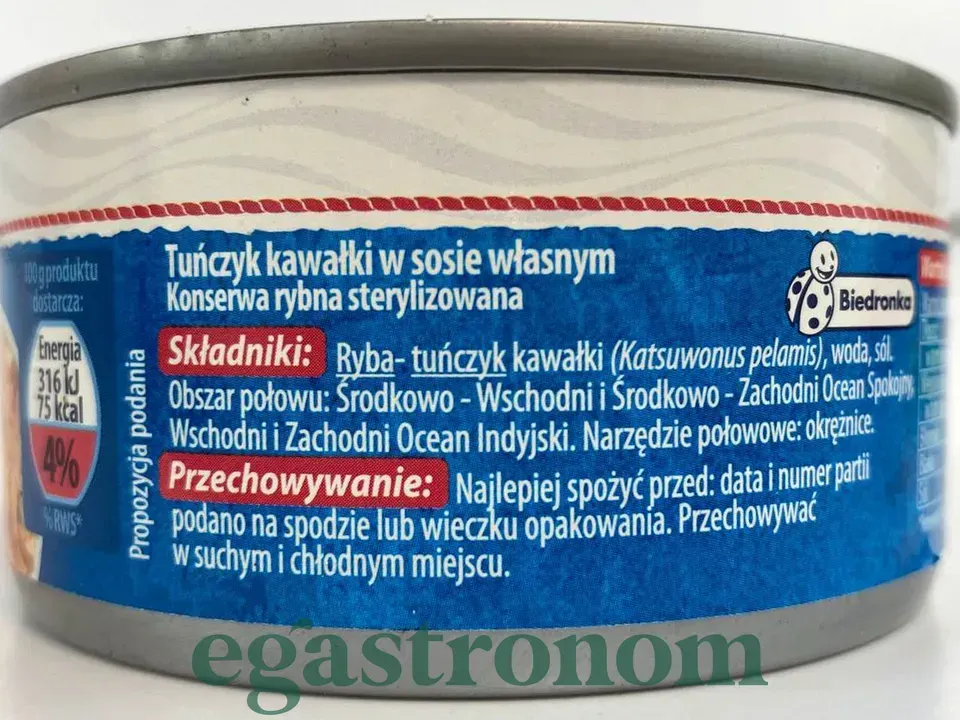 100 g produktu
dostarcza:
Energia
316 kJ
75 kcal
4%
% RWS*
Propozycja podania
Tuńczyk kawałki w sosie własnym
Konserwa rybna sterylizowana
Biedronka
Składniki: Ryba- tuńczyk kawałki (Katsuwonus pelamis), woda, sól.
Obszar połowu: Środkowo - Wschodni i Środkowo - Zachodni Ocean Spokojny,
Wschodni i Zachodni Ocean Indyjski. Narzędzie połowowe: okrężnice.
Przechowywanie: Najlepiej spożyć przed: data i numer partii
podano na spodzie lub wieczku opakowania. Przechowywać
w suchym i chłodnym miejscu.
egastronom